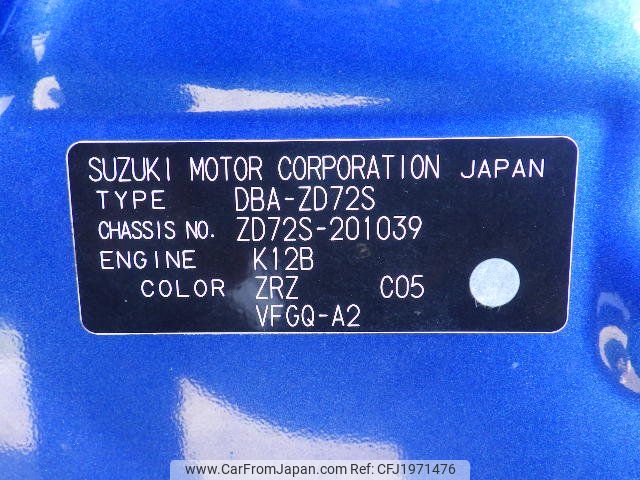 SUZUKI MOTOR CORPORATION JAPAN
TYPE DBA-ZD72S
CHASSIS NO. ZD72S-201039
ENGINE K12B
COLOR ZRZ C05
VFGQ-A2
www.CarFromJapan.com Ref:CFJ1971476